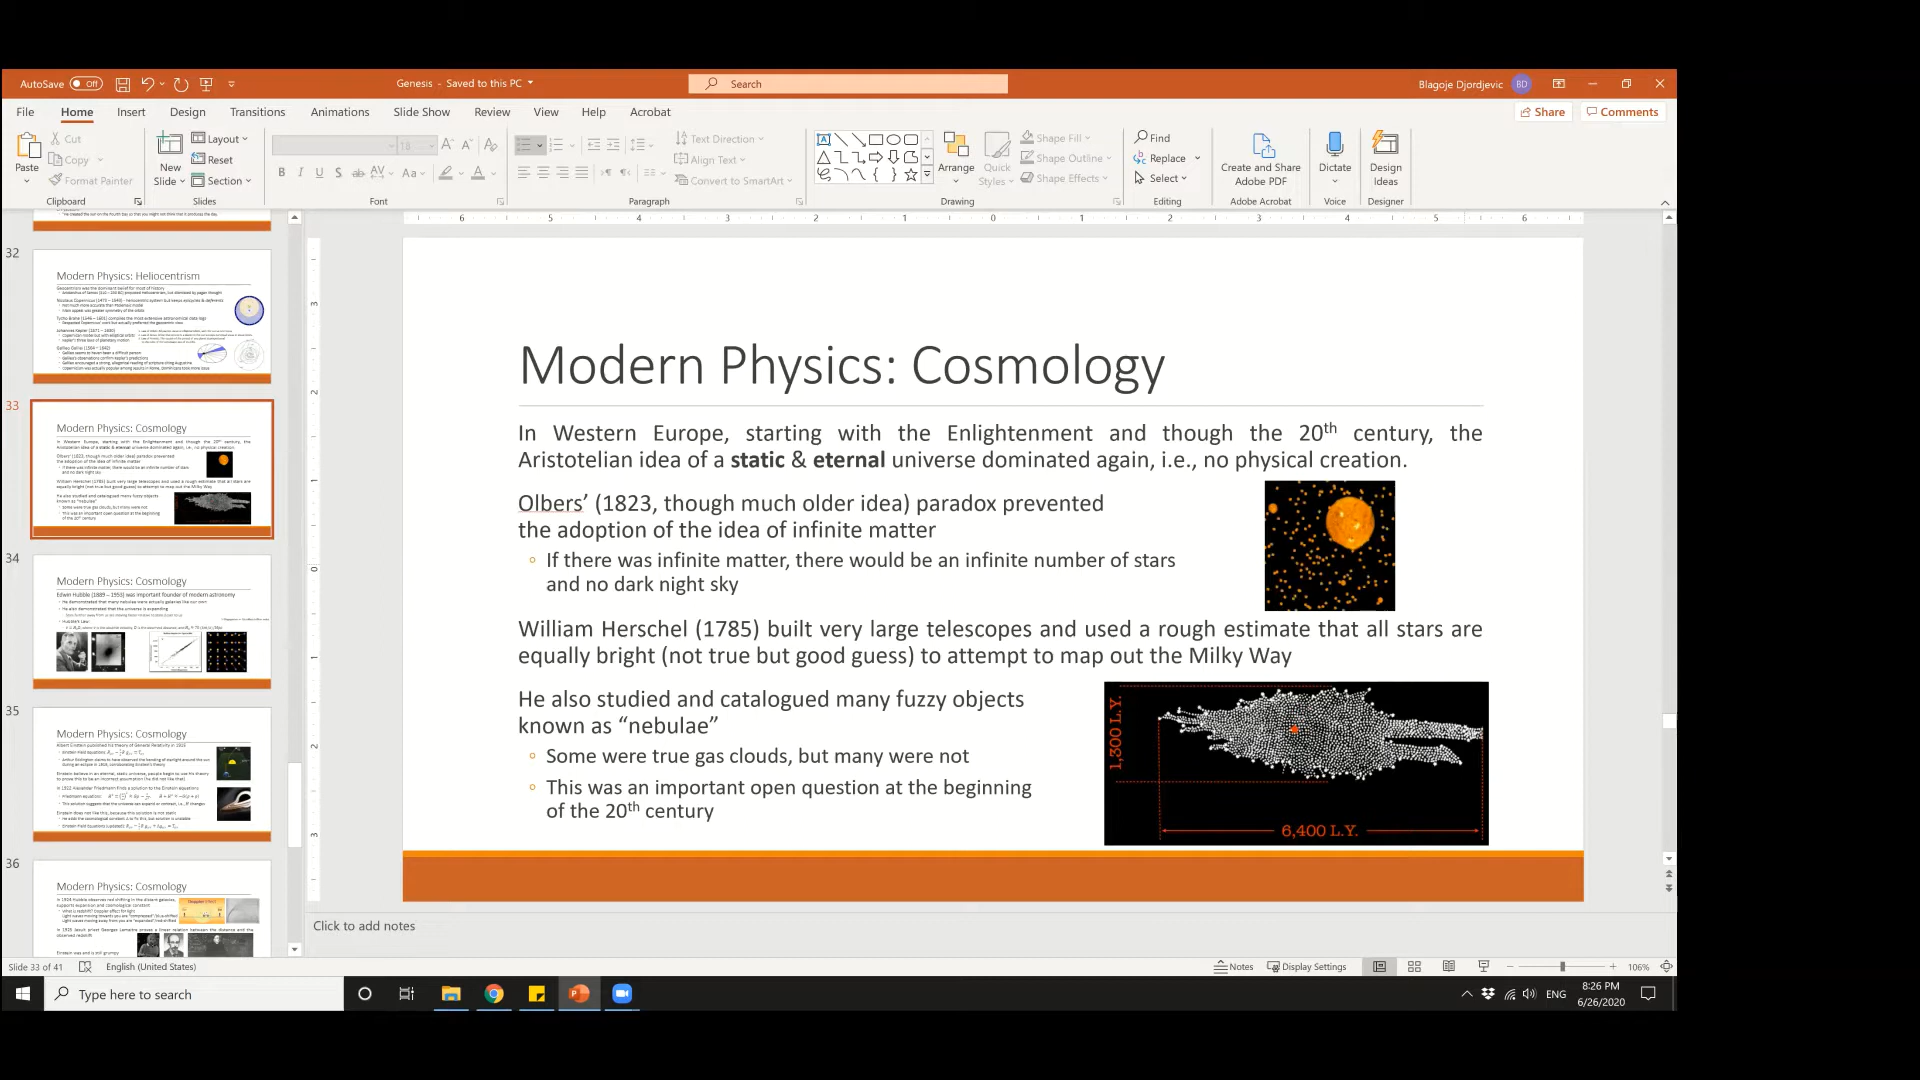 AutoSave Off
Genesis - Saved to this PC
Search
Blagoje Djordjevic BD
File Home Insert Design Transitions Animations Slide Show Review View Help Acrobat
Share Comments
Paste
Cut
Copy
Format Painter
Clipboard
New Slide
Layout
Reset
Section
Slides
18
Font
Text Direction
Align Text
Convert to SmartArt
Paragraph
Arrange
Quick Styles
Shape Fill
Shape Outline
Shape Effects
Drawing
Find
Replace
Select
Editing
Create and Share Adobe PDF
Adobe Acrobat
Dictate
Voice
Design Ideas
Designer
32
Modern Physics: Heliocentrism
33
Modern Physics: Cosmology
34
Modern Physics: Cosmology
Edwin Hubble (1889 – 1953) was important founder of modern astronomy
35
36
Modern Physics: Cosmology
Modern Physics: Cosmology
In Western Europe, starting with the Enlightenment and though the 20th century, the
Aristotelian idea of a static & eternal universe dominated again, i.e., no physical creation.
Olbers’ (1823, though much older idea) paradox prevented
the adoption of the idea of infinite matter
If there was infinite matter, there would be an infinite number of stars
and no dark night sky
William Herschel (1785) built very large telescopes and used a rough estimate that all stars are
equally bright (not true but good guess) to attempt to map out the Milky Way
He also studied and catalogued many fuzzy objects
known as “nebulae”
Some were true gas clouds, but many were not
This was an important open question at the beginning
of the 20th century
1,300 L.Y.
6,400 L.Y.
Click to add notes
Slide 33 of 41 English (United States)
Notes Display Settings 106%
Type here to search
ENG
8:26 PM
6/26/2020